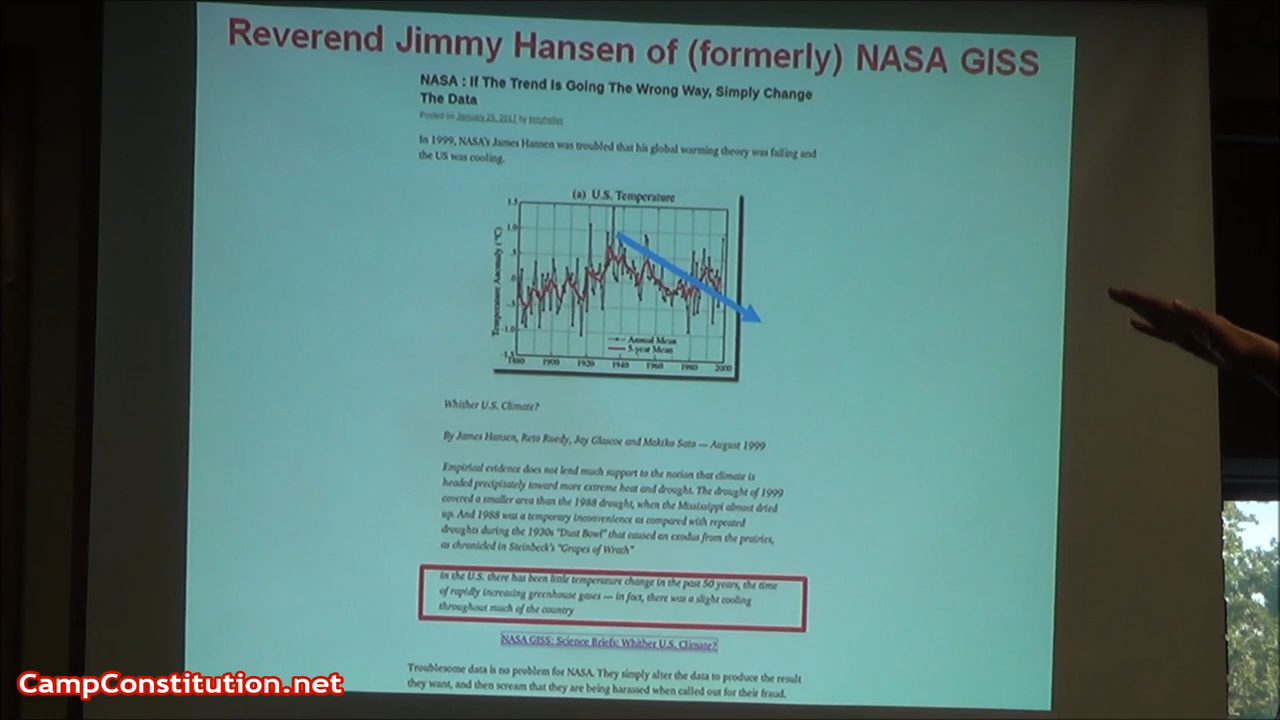 Reverend Jimmy Hansen of (formerly) NASA GISS
NASA : If The Trend Is Going The Wrong Way, Simply Change
The Data
Posted on January 25, 2017 by tonyheller
In 1999, NASA's James Hansen was troubled that his global warming theory was failing and
the US was cooling.
(a) U.S. Temperature
Temperature Anomaly (°C)
1.5
1.0
.5
.0
-.5
-1.0
-1.5
Annual Mean
5-year Mean
1880 1900 1920 1940 1960 1980 2000
Whither U.S. Climate?
By James Hansen, Reto Ruedy, Jay Glascoe and Makiko Sato — August 1999
Empirical evidence does not lend much support to the notion that climate is
headed precipitately toward more extreme heat and drought. The drought of 1999
covered a smaller area than the 1988 drought, when the Mississippi almost dried
up. And 1988 was a temporary inconvenience as compared with repeated
droughts during the 1930s "Dust Bowl" that caused an exodus from the prairies,
as chronicled in Steinbeck's "Grapes of Wrath"
in the U.S. there has been little temperature change in the past 50 years, the time
of rapidly increasing greenhouse gases — in fact, there was a slight cooling
throughout much of the country
NASA GISS: Science Briefs: Whither U.S. Climate?
Troublesome data is no problem for NASA. They simply alter the data to produce the result
they want, and then scream that they are being harassed when called out for their fraud.
CampConstitution.net